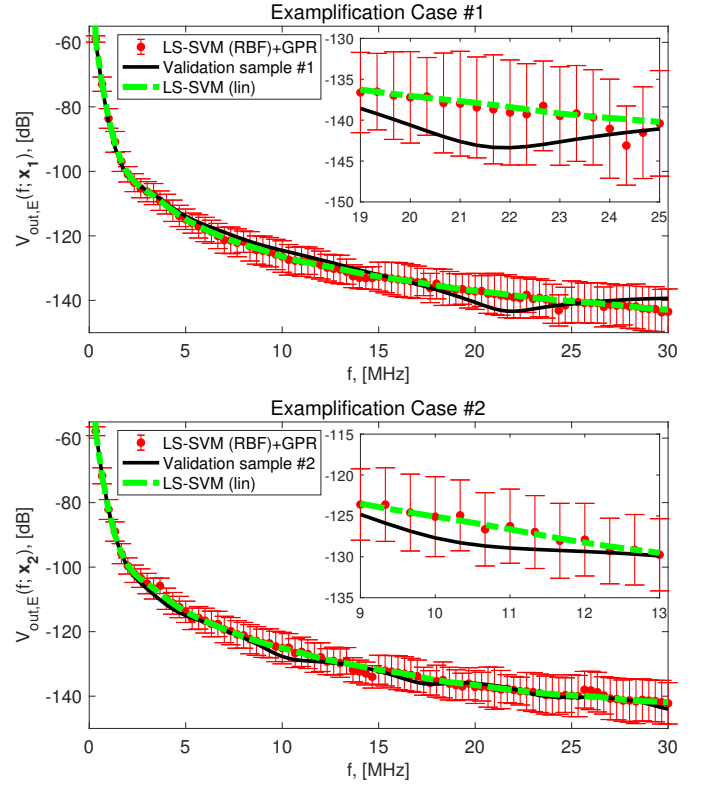 Examplification Case #1
LS-SVM (RBF)+GPR
Validation sample #1
LS-SVM (lin)
-60
-80
-100
-120
-140
V_out,E(f; x_1), [dB]
-130
-135
-140
-145
-150
19 20 21 22 23 24 25
0 5 10 15 20 25 30
f, [MHz]
Examplification Case #2
LS-SVM (RBF)+GPR
Validation sample #2
LS-SVM (lin)
-60
-80
-100
-120
-140
V_out,E(f; x_2), [dB]
-115
-120
-125
-130
-135
9 10 11 12 13
0 5 10 15 20 25 30
f, [MHz]